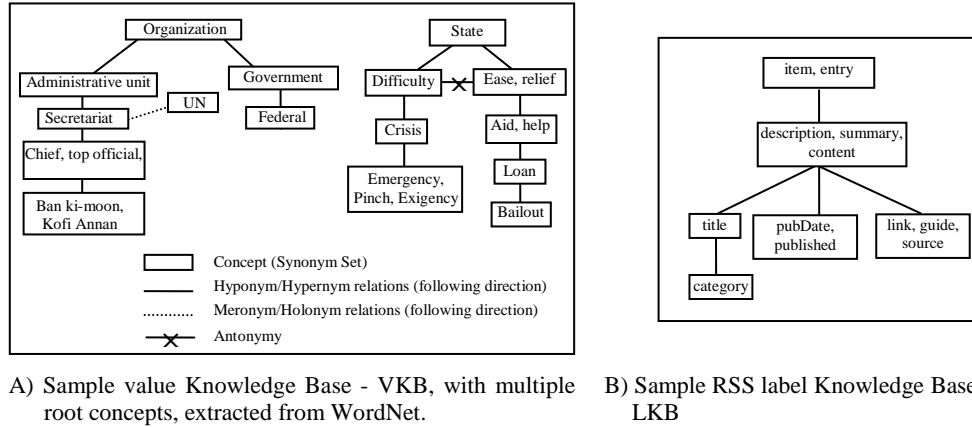 Organization
Administrative unit
Government
Secretariat
UN
Federal
Chief, top official,
Ban ki-moon,
Kofi Annan
State
Difficulty
Ease, relief
Crisis
Aid, help
Emergency,
Pinch, Exigency
Loan
Bailout
Concept (Synonym Set)
Hyponym/Hypernym relations (following direction)
Meronym/Holonym relations (following direction)
Antonymy
item, entry
description, summary,
content
title
pubDate,
published
link, guide,
source
category
A) Sample value Knowledge Base - VKB, with multiple
root concepts, extracted from WordNet.
B) Sample RSS label Knowledge Base
LKB